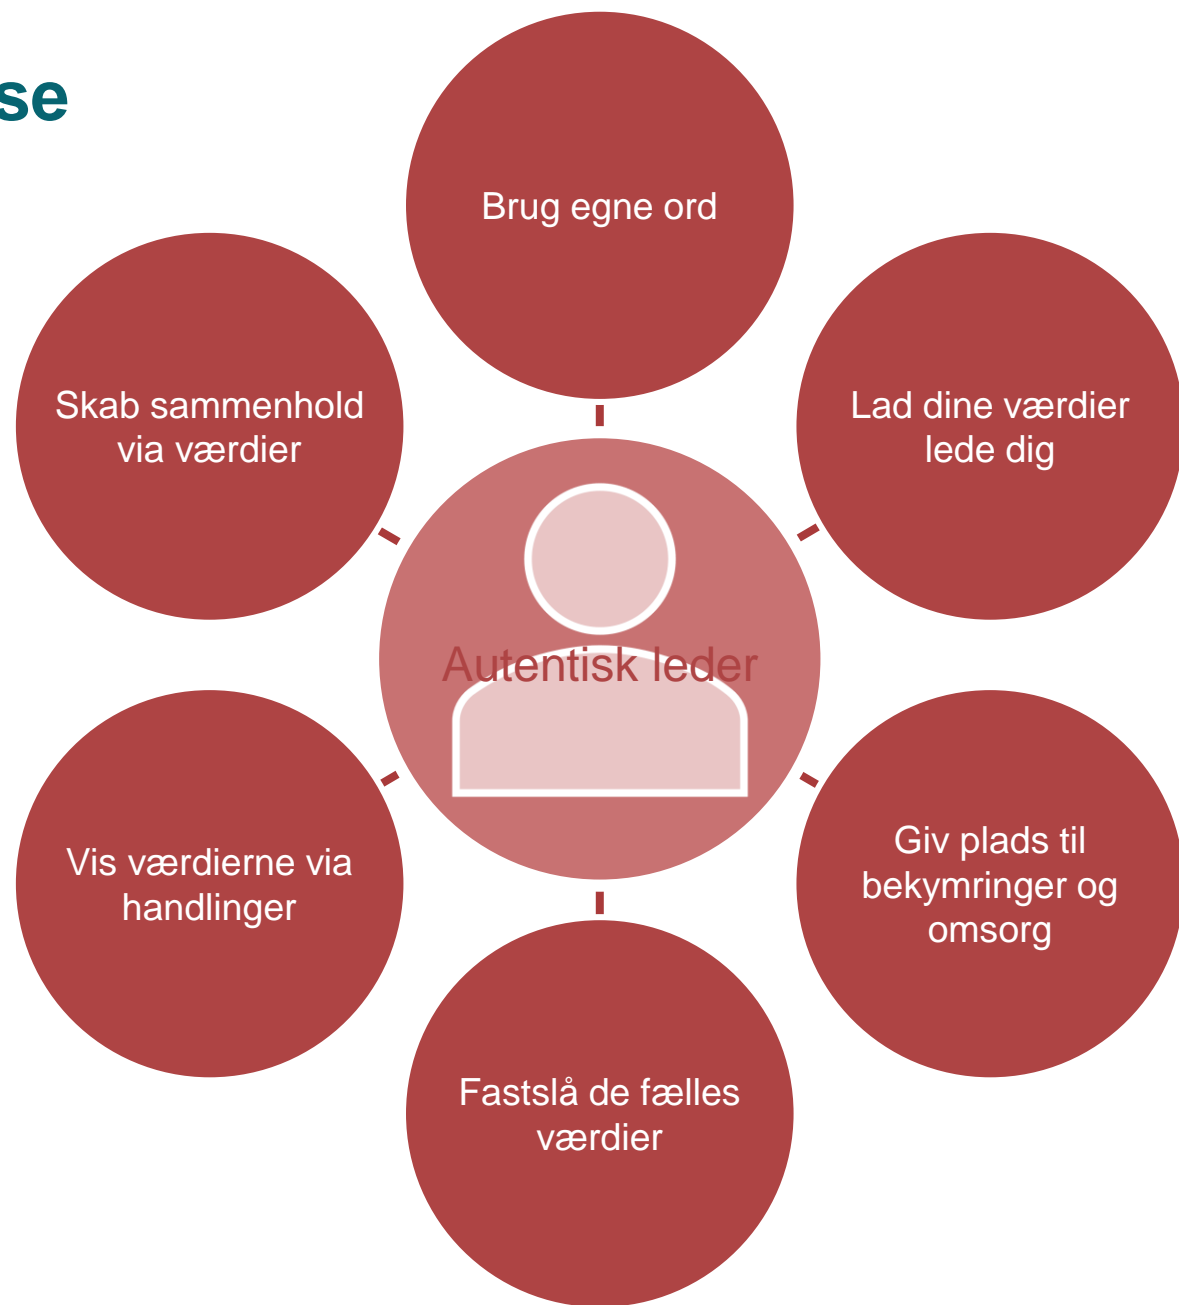 se
Brug egne ord
Lad dine værdier
lede dig
Giv plads til
bekymringer og
omsorg
Fastslå de fælles
værdier
Vis værdierne via
handlinger
Skab sammenhold
via værdier
Autentisk leder